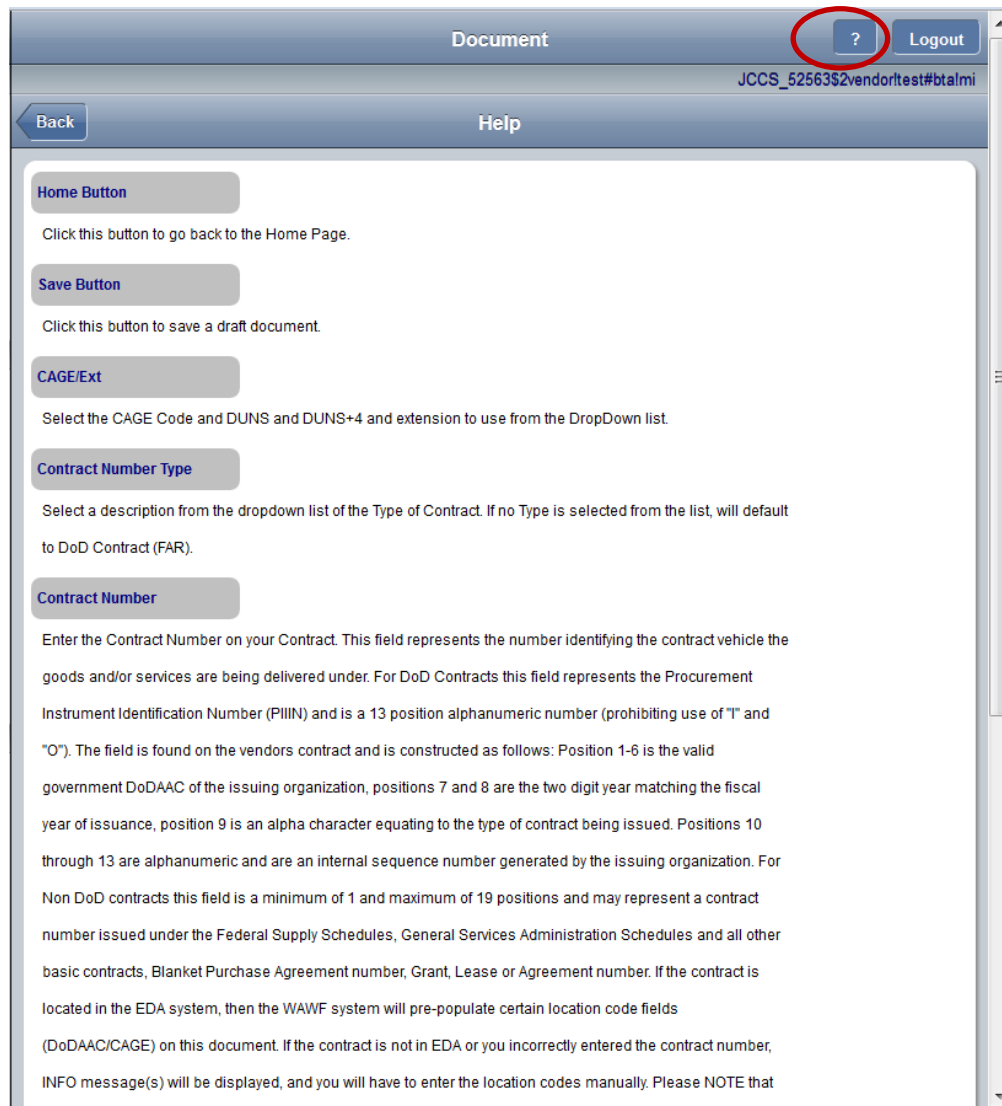 Document
?
Logout
JCCS_52563$2vendor!test#bta!mi
Back
Help
Home Button
Click this button to go back to the Home Page.
Save Button
Click this button to save a draft document.
CAGE/Ext
Select the CAGE Code and DUNS and DUNS+4 and extension to use from the DropDown list.
Contract Number Type
Select a description from the dropdown list of the Type of Contract. If no Type is selected from the list, will default
to DoD Contract (FAR).
Contract Number
Enter the Contract Number on your Contract. This field represents the number identifying the contract vehicle the
goods and/or services are being delivered under. For DoD Contracts this field represents the Procurement
Instrument Identification Number (PIIIN) and is a 13 position alphanumeric number (prohibiting use of "I" and
"O"). The field is found on the vendors contract and is constructed as follows: Position 1-6 is the valid
government DoDAAC of the issuing organization, positions 7 and 8 are the two digit year matching the fiscal
year of issuance, position 9 is an alpha character equating to the type of contract being issued. Positions 10
through 13 are alphanumeric and are an internal sequence number generated by the issuing organization. For
Non DoD contracts this field is a minimum of 1 and maximum of 19 positions and may represent a contract
number issued under the Federal Supply Schedules, General Services Administration Schedules and all other
basic contracts, Blanket Purchase Agreement number, Grant, Lease or Agreement number. If the contract is
located in the EDA system, then the WAWF system will pre-populate certain location code fields
(DoDAAC/CAGE) on this document. If the contract is not in EDA or you incorrectly entered the contract number,
INFO message(s) will be displayed, and you will have to enter the location codes manually. Please NOTE that